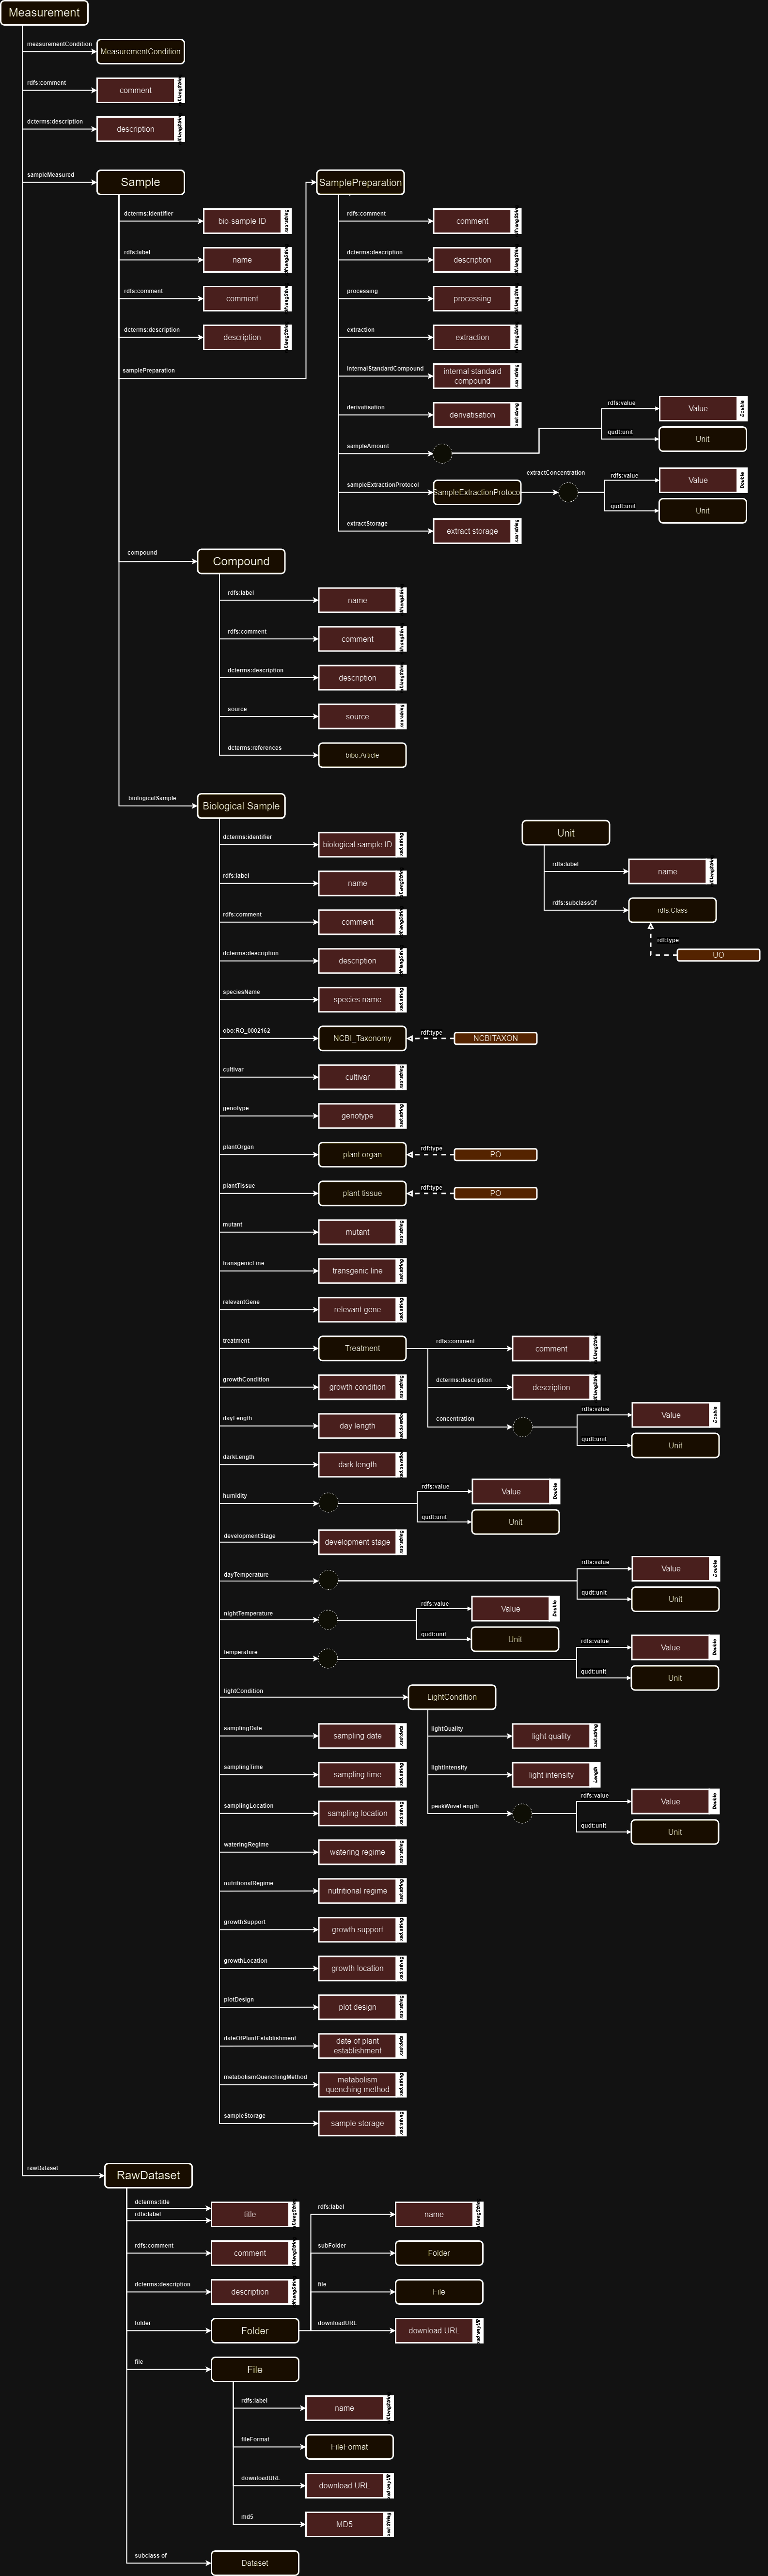 Measurement
measurementCondition
MeasurementCondition
rdfs:comment
comment
dcterms:description
description
sampleMeasured
Sample
SamplePreparation
dcterms:identifier
bio-sample ID
rdfs:comment
comment
rdfs:label
name
dcterms:description
description
rdfs:comment
comment
processing
processing
dcterms:description
description
extraction
extraction
samplePreparation
internalStandardCompound
internal standard
compound
derivatisation
derivatisation
rdfs:value
Value
Double
sampleAmount
qudt:unit
Unit
sampleExtractionProtocol
SampleExtractionProtocol
extractConcentration
rdfs:value
Value
Double
qudt:unit
Unit
extractStorage
extract storage
compound
Compound
rdfs:label
name
rdfs:comment
comment
dcterms:description
description
source
source
dcterms:references
bibo:Article
biologicalSample
Biological Sample
dcterms:identifier
biological sample ID
Unit
rdfs:label
name
rdfs:label
name
rdfs:comment
comment
rdfs:subclassOf
rdfs:Class
dcterms:description
description
rdf:type
UO
speciesName
species name
obo:RO_0002162
NCBI_Taxonomy
rdf:type
NCBITAXON
cultivar
cultivar
genotype
genotype
plantOrgan
plant organ
rdf:type
PO
plantTissue
plant tissue
rdf:type
PO
mutant
mutant
transgenicLine
transgenic line
relevantGene
relevant gene
treatment
Treatment
rdfs:comment
comment
growthCondition
growth condition
dcterms:description
description
dayLength
day length
concentration
rdfs:value
Value
Double
qudt:unit
Unit
darkLength
dark length
humidity
rdfs:value
Value
Double
qudt:unit
Unit
developmentStage
development stage
dayTemperature
rdfs:value
Value
Double
qudt:unit
Unit
nightTemperature
rdfs:value
Value
Double
qudt:unit
Unit
temperature
rdfs:value
Value
Double
qudt:unit
Unit
lightCondition
LightCondition
samplingDate
sampling date
lightQuality
light quality
samplingTime
sampling time
lightIntensity
light intensity
samplingLocation
sampling location
peakWaveLength
rdfs:value
Value
Double
qudt:unit
Unit
wateringRegime
watering regime
nutritionalRegime
nutritional regime
growthSupport
growth support
growthLocation
growth location
plotDesign
plot design
dateOfPlantEstablishment
date of plant
establishment
metabolismQuenchingMethod
metabolism
quenching method
sampleStorage
sample storage
rawDataset
RawDataset
dcterms:title
rdfs:label
title
rdfs:label
name
rdfs:comment
comment
subFolder
Folder
dcterms:description
description
file
File
folder
Folder
downloadURL
download URL
file
File
rdfs:label
name
fileFormat
FileFormat
downloadURL
download URL
md5
MD5
subclass of
Dataset